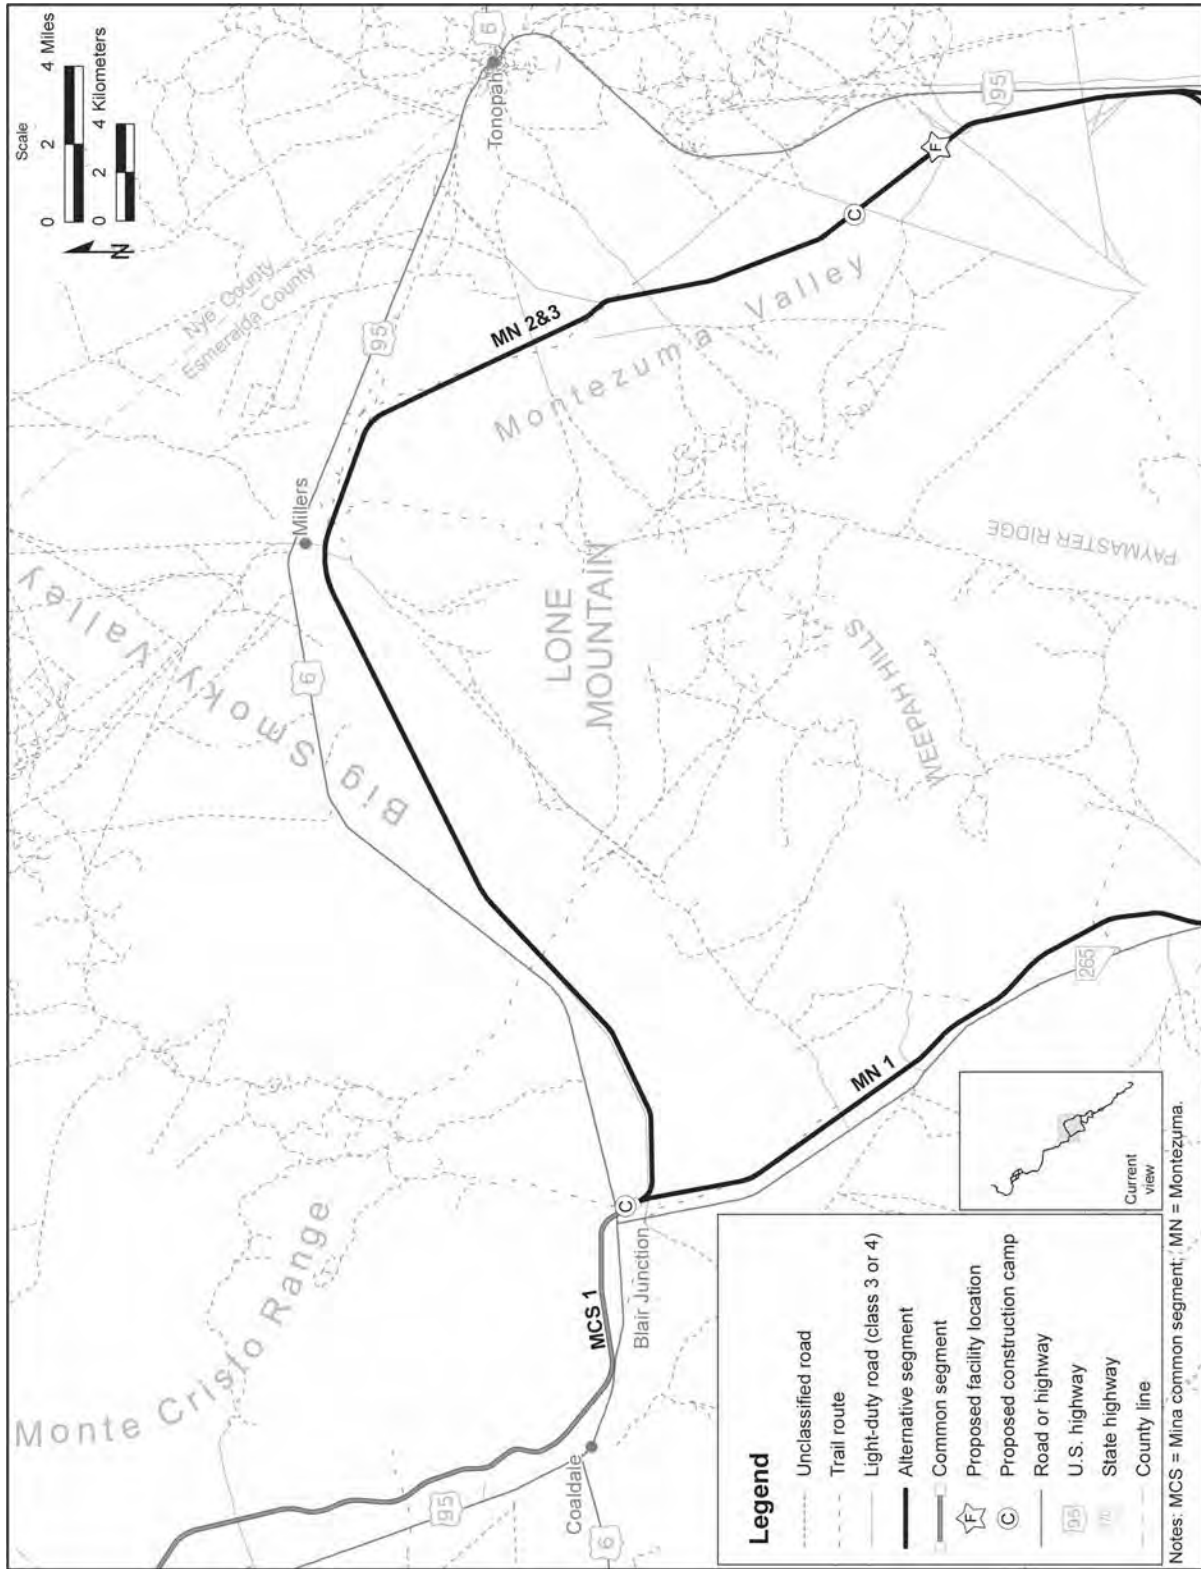 Scale
0 2 4 Miles
0 2 4 Kilometers
N
Monte Cristo Range
Big Smoky Valley
Nye County
Esmeralda County
6
95
6
95
Millers
Tonopah
MN 2&3
95
Coaldale
6
MCS 1
Blair Junction
C
LONE
MOUNTAIN
Montezuma Valley
C
F
95
WEEPAH HILLS
PAYMASTER RIDGE
MN 1
265
Legend
Unclassified road
Trail route
Light-duty road (class 3 or 4)
Alternative segment
Common segment
F Proposed facility location
C Proposed construction camp
Road or highway
95 U.S. highway
State highway
County line
Current
view
Notes: MCS = Mina common segment; MN = Montezuma.